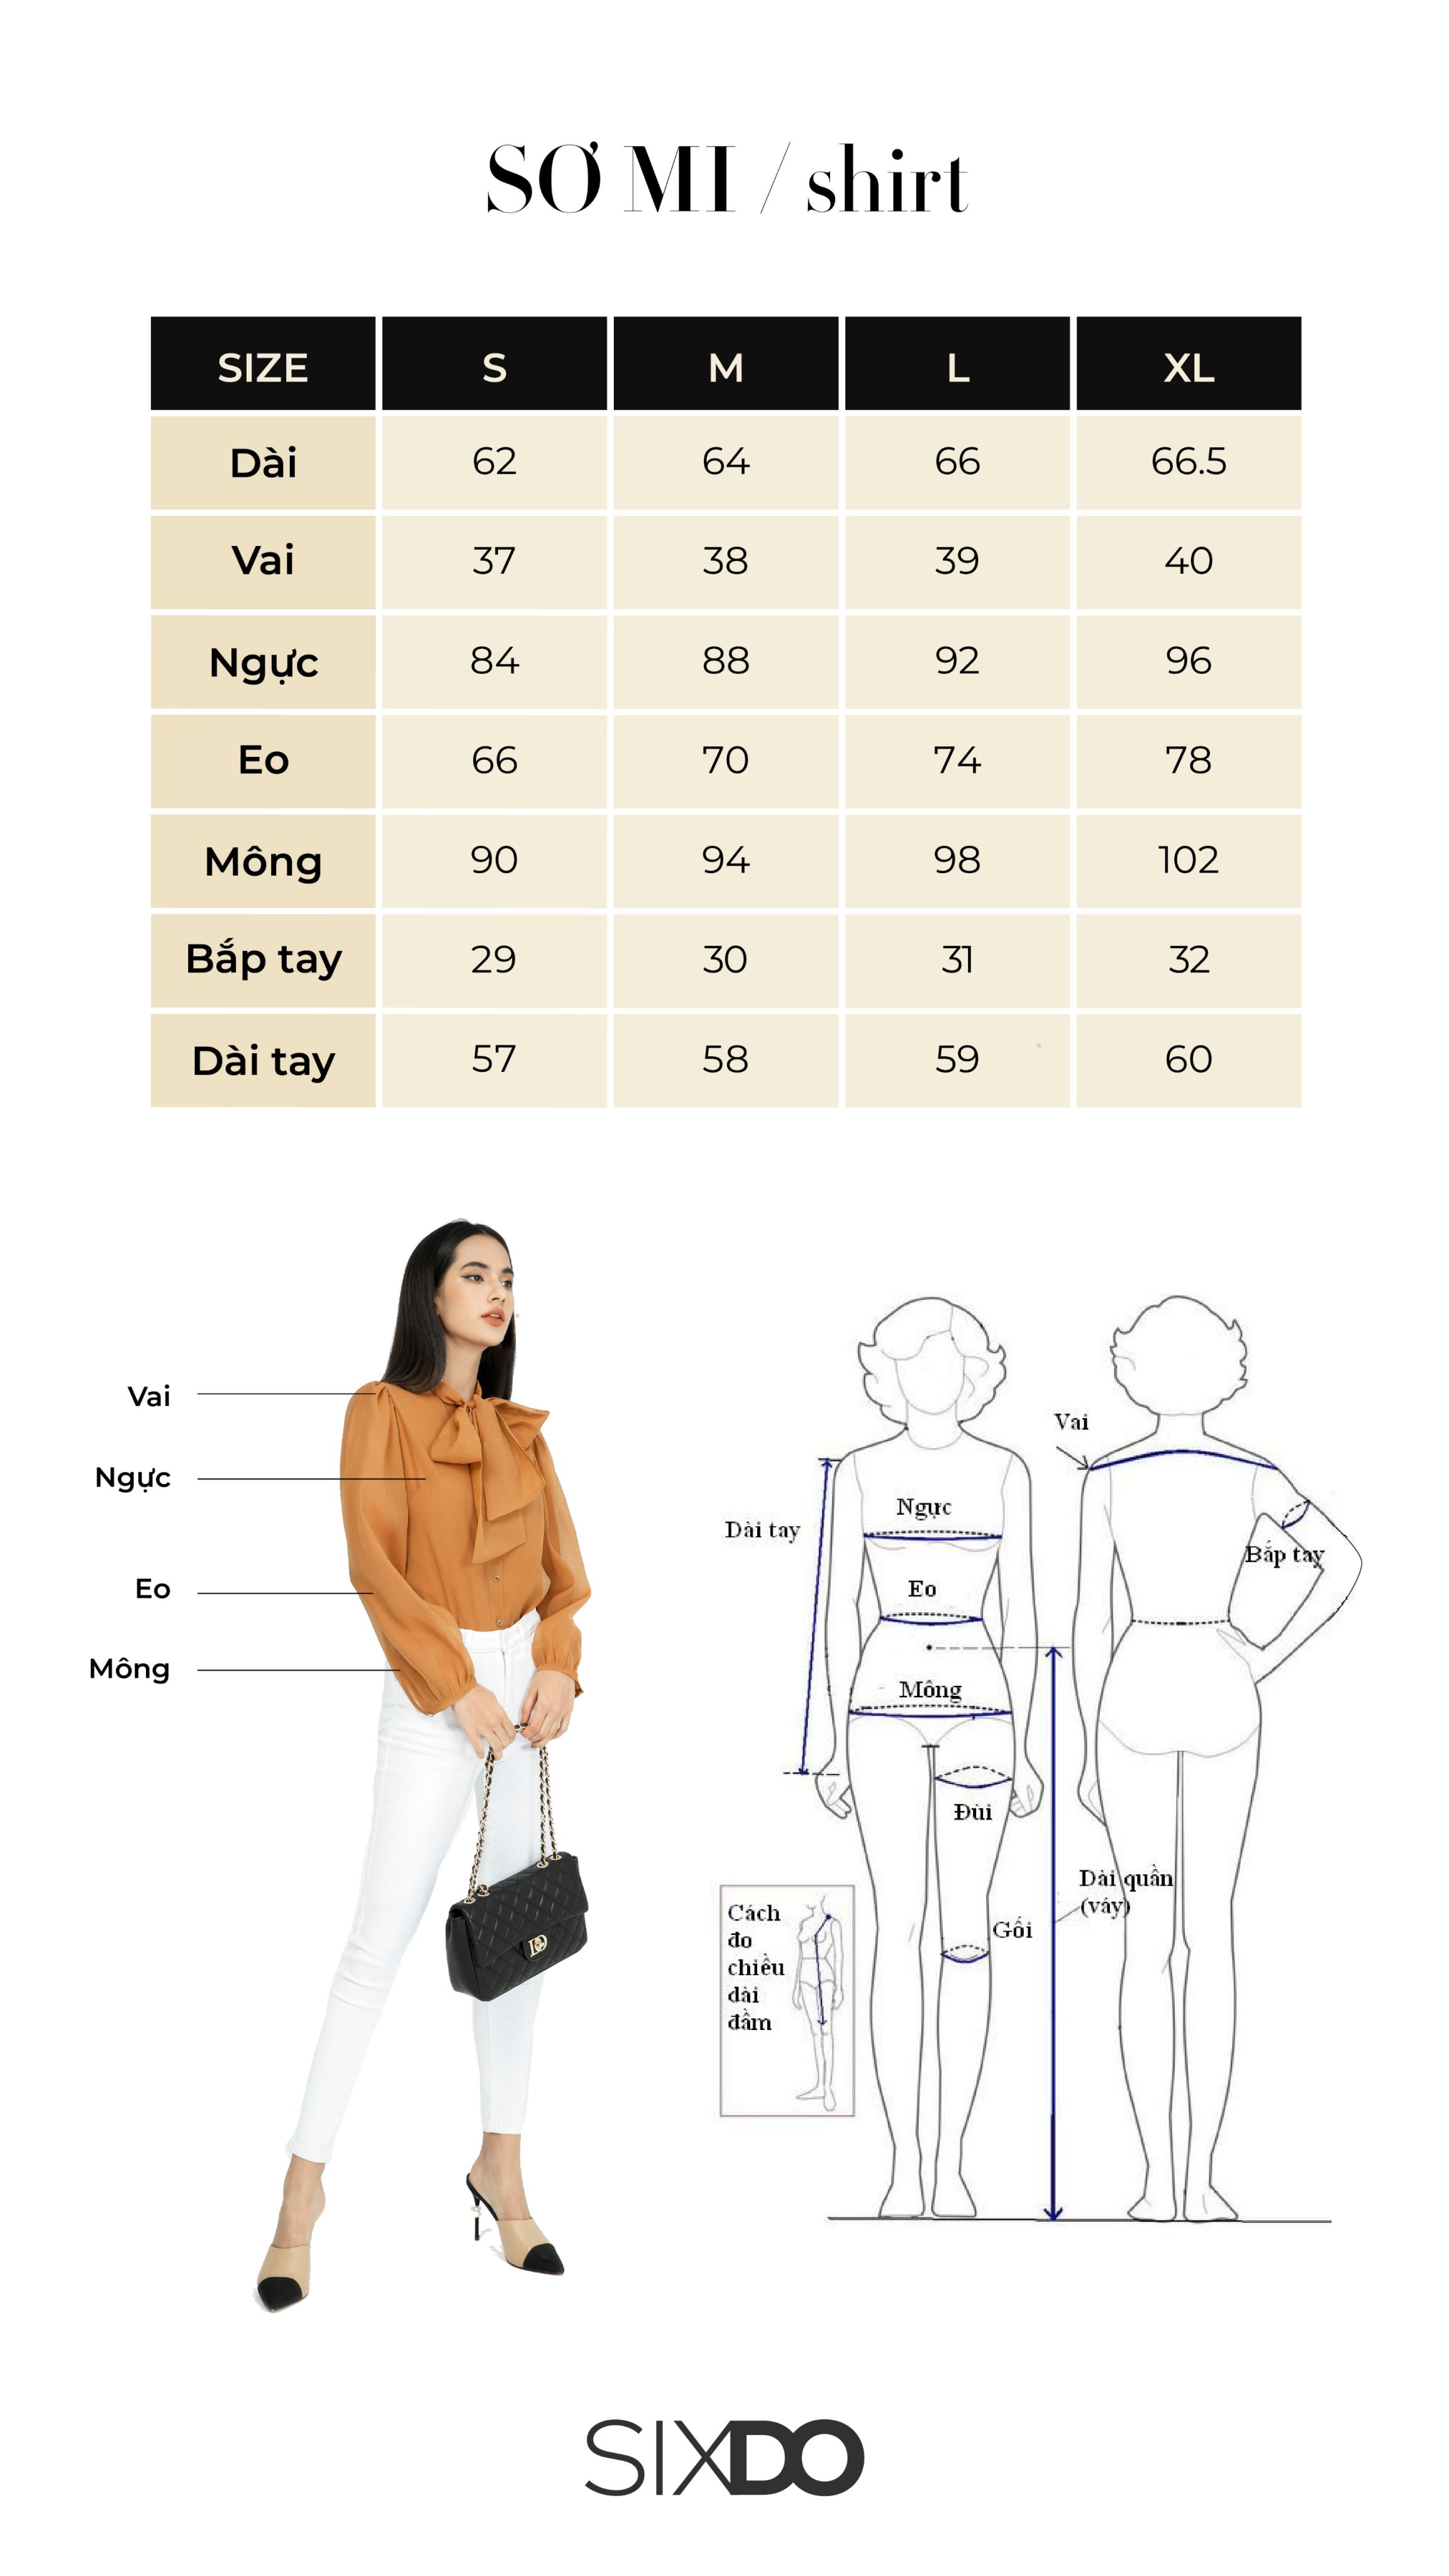 SƠ MI / shirt
SIZE S M L XL
Dài 62 64 66 66.5
Vai 37 38 39 40
Ngực 84 88 92 96
Eo 66 70 74 78
Mông 90 94 98 102
Bắp tay 29 30 31 32
Dài tay 57 58 59 60
Vai
Ngực
Eo
Mông
Vai
Ngực
Dài tay
Bắp tay
Eo
Mông
Đùi
Dài quần
(váy)
Gối
Cách
đo
chiều
dài
đầm
SIXDO